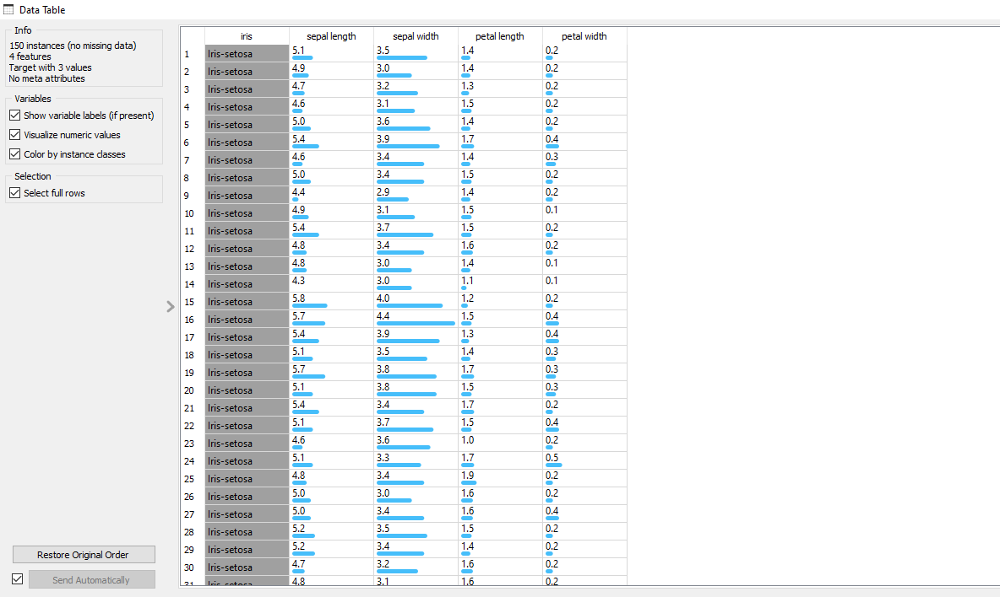 Data Table
Info
150 instances (no missing data)
4 features
Target with 3 values
No meta attributes
Variables
Show variable labels (if present)
Visualize numeric values
Color by instance classes
Selection
Select full rows
Restore Original Order
Send Automatically
iris sepal length sepal width petal length petal width
1 Iris-setosa 5.1 3.5 1.4 0.2
2 Iris-setosa 4.9 3.0 1.4 0.2
3 Iris-setosa 4.7 3.2 1.3 0.2
4 Iris-setosa 4.6 3.1 1.5 0.2
5 Iris-setosa 5.0 3.6 1.4 0.2
6 Iris-setosa 5.4 3.9 1.7 0.4
7 Iris-setosa 4.6 3.4 1.4 0.3
8 Iris-setosa 5.0 3.4 1.5 0.2
9 Iris-setosa 4.4 2.9 1.4 0.2
10 Iris-setosa 4.9 3.1 1.5 0.1
11 Iris-setosa 5.4 3.7 1.5 0.2
12 Iris-setosa 4.8 3.4 1.6 0.2
13 Iris-setosa 4.8 3.0 1.4 0.1
14 Iris-setosa 4.3 3.0 1.1 0.1
15 Iris-setosa 5.8 4.0 1.2 0.2
16 Iris-setosa 5.7 4.4 1.5 0.4
17 Iris-setosa 5.4 3.9 1.3 0.4
18 Iris-setosa 5.1 3.5 1.4 0.3
19 Iris-setosa 5.7 3.8 1.7 0.3
20 Iris-setosa 5.1 3.8 1.5 0.3
21 Iris-setosa 5.4 3.4 1.7 0.2
22 Iris-setosa 5.1 3.7 1.5 0.4
23 Iris-setosa 4.6 3.6 1.0 0.2
24 Iris-setosa 5.1 3.3 1.7 0.5
25 Iris-setosa 4.8 3.4 1.9 0.2
26 Iris-setosa 5.0 3.0 1.6 0.2
27 Iris-setosa 5.0 3.4 1.6 0.4
28 Iris-setosa 5.2 3.5 1.5 0.2
29 Iris-setosa 5.2 3.4 1.4 0.2
30 Iris-setosa 4.7 3.2 1.6 0.2
31 Iris-setosa 4.8 3.1 1.6 0.2